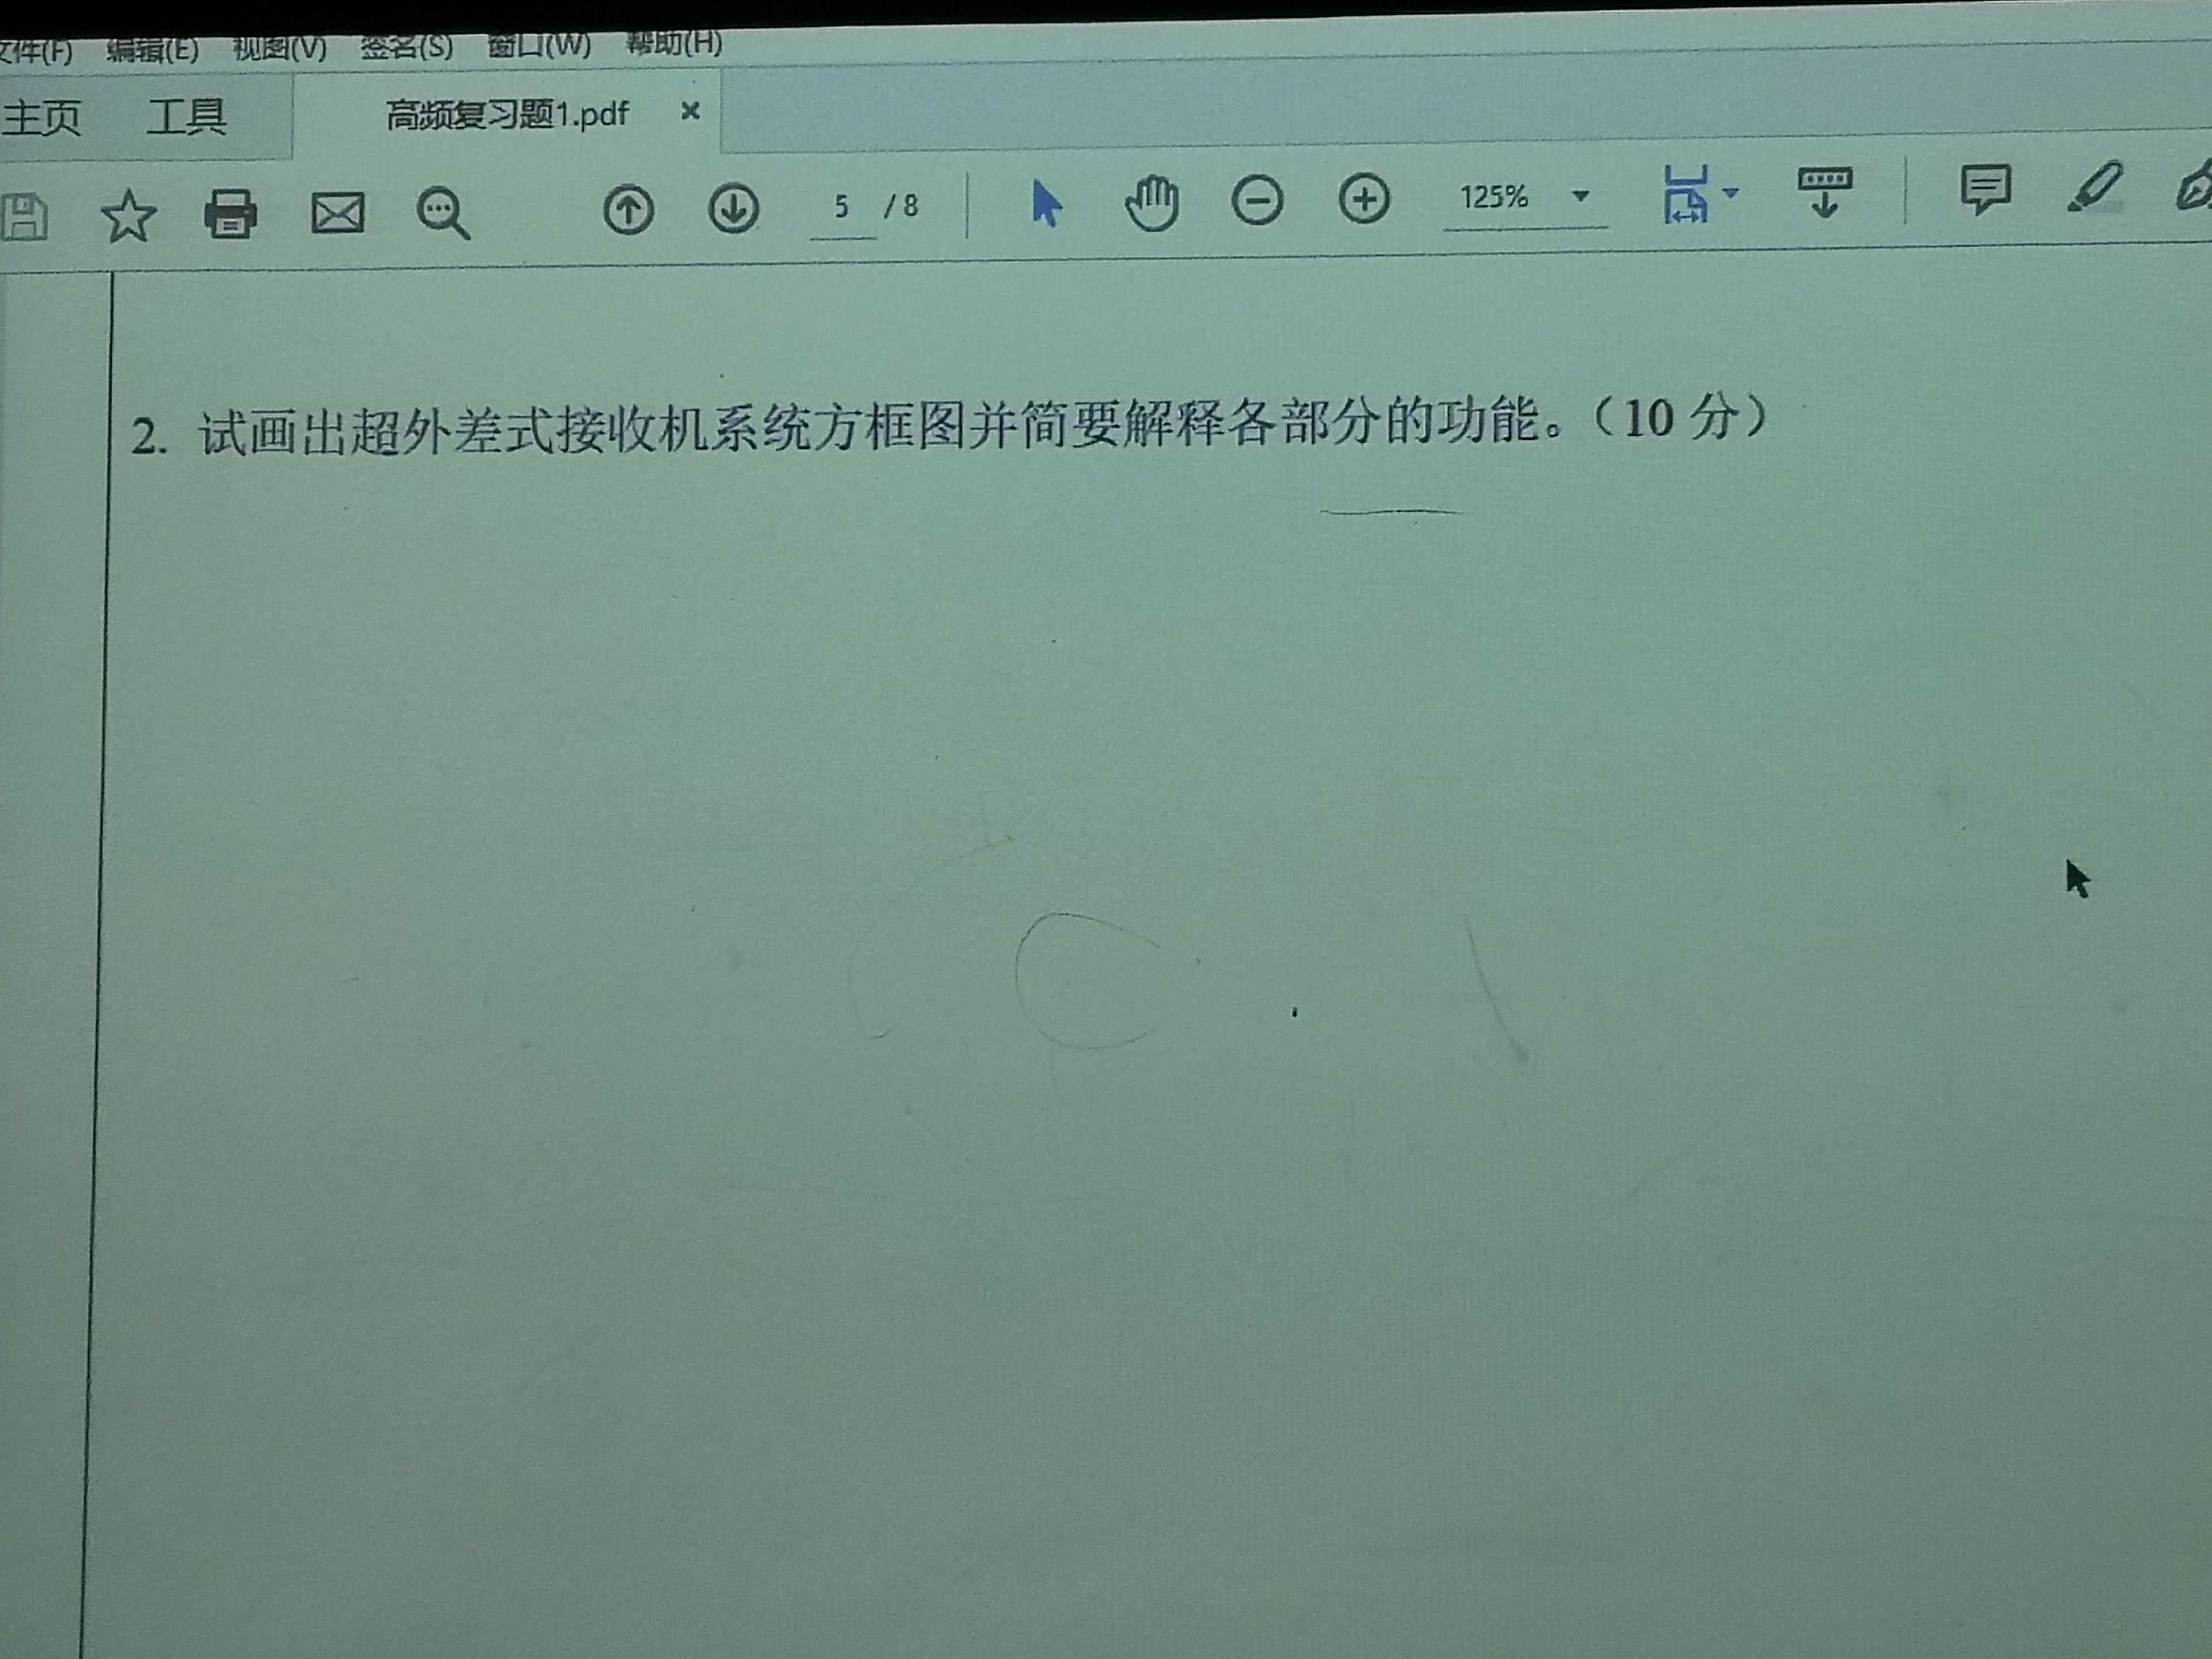 文件(F) 编辑(E) 视图(V) 签名(S) 窗口(W) 帮助(H)
主页 工具 高频复习题1.pdf ×
5 / 8 125%
2. 试画出超外差式接收机系统方框图并简要解释各部分的功能。（10 分）